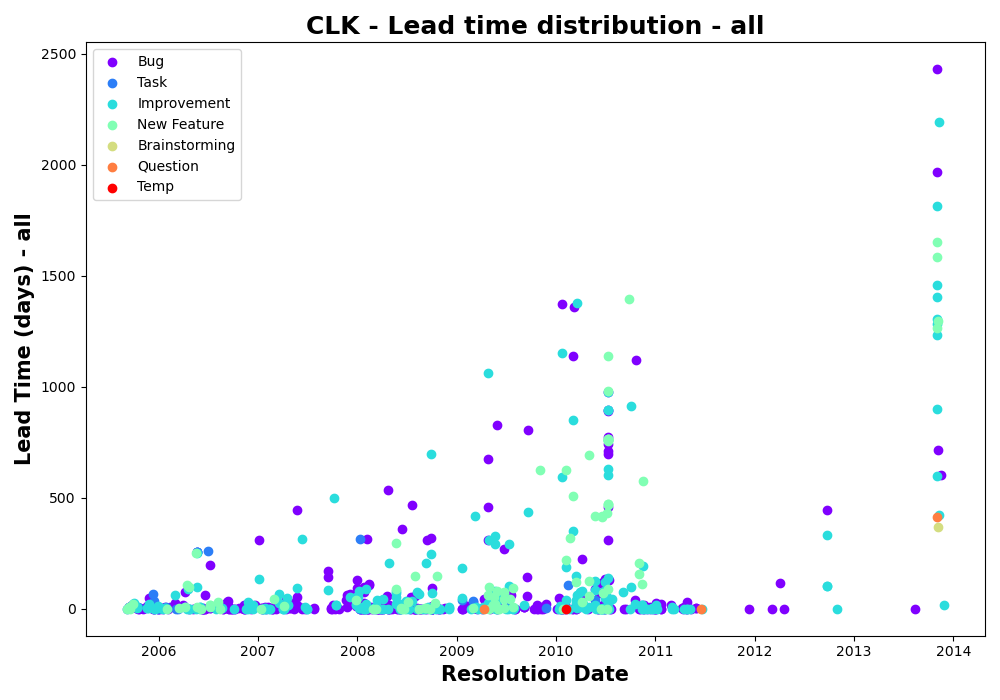 CLK - Lead time distribution - all
Lead Time (days) - all
2500
2000
1500
1000
500
0
Bug
Task
Improvement
New Feature
Brainstorming
Question
Temp
2006 2007 2008 2009 2010 2011 2012 2013 2014
Resolution Date